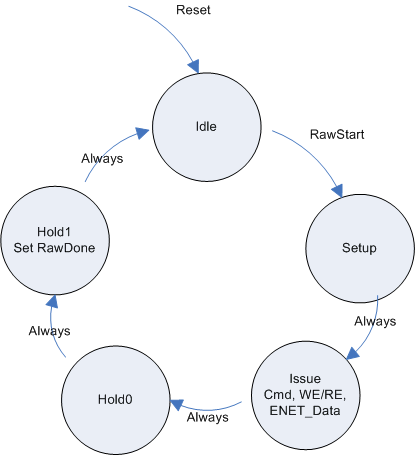 Reset
Idle
RawStart
Always
Hold1
Set RawDone
Setup
Always
Always
Issue
Cmd, WE/RE,
ENET_Data
Hold0
Always